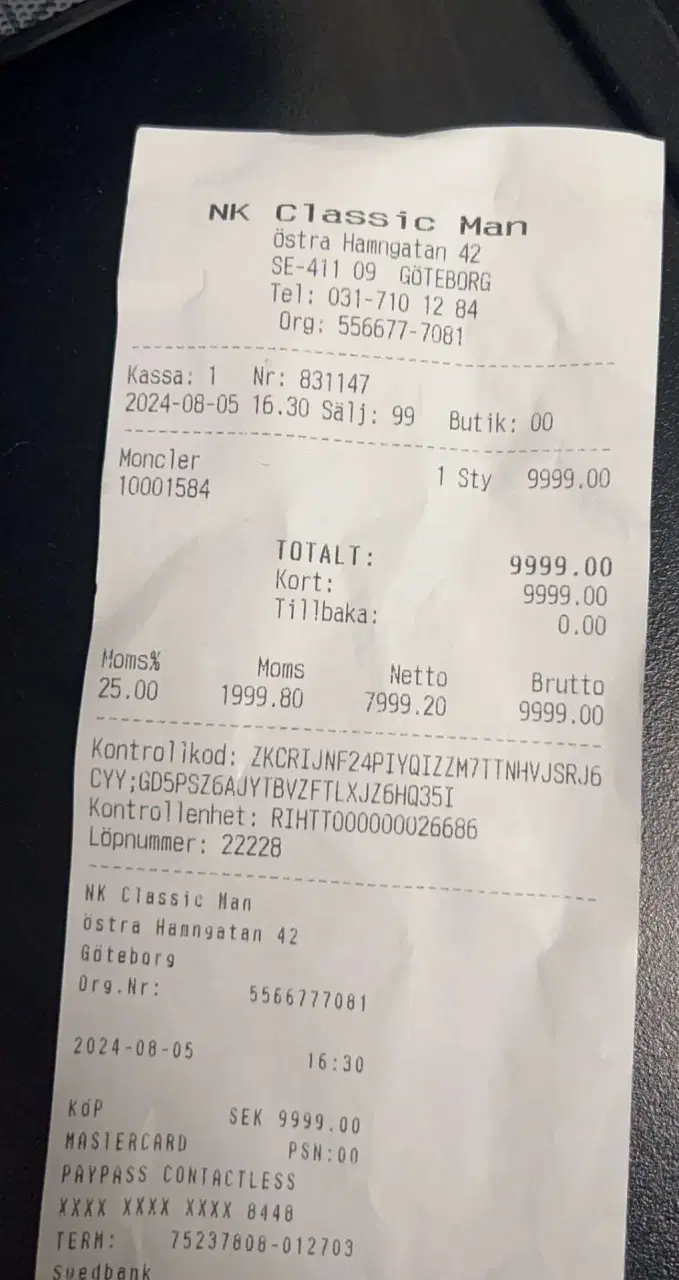 NK Classic Man
östra Hamngatan 42
SE-411 09 GÖTEBORG
Tel: 031-710 12 84
Org: 556677-7081
Kassa: 1 Nr: 831147
2024-08-05 16.30 Sälj: 99 Butik: 00
Moncler 1 Sty 9999.00
10001584
TOTALT: 9999.00
Kort: 9999.00
Tillbaka: 0.00
Moms% Moms Netto Brutto
25.00 1999.80 7999.20 9999.00
Kontrollkod: ZKCRIJNF24PIYQIZZM7TTNHVJSRJ6
CYY;GD5PSZ6AJYTBVZFTLXJZ6HQ35I
Kontrollenhet: RIHTT000000026686
Löpnummer: 22228
NK Classic Man
östra Hamngatan 42
Göteborg
Org.Nr: 5566777081
2024-08-05 16:30
KöP SEK 9999.00
MASTERCARD PSN:00
PAYPASS CONTACTLESS
XXXX XXXX XXXX 8448
TERM: 75237808-012703
Swedbank